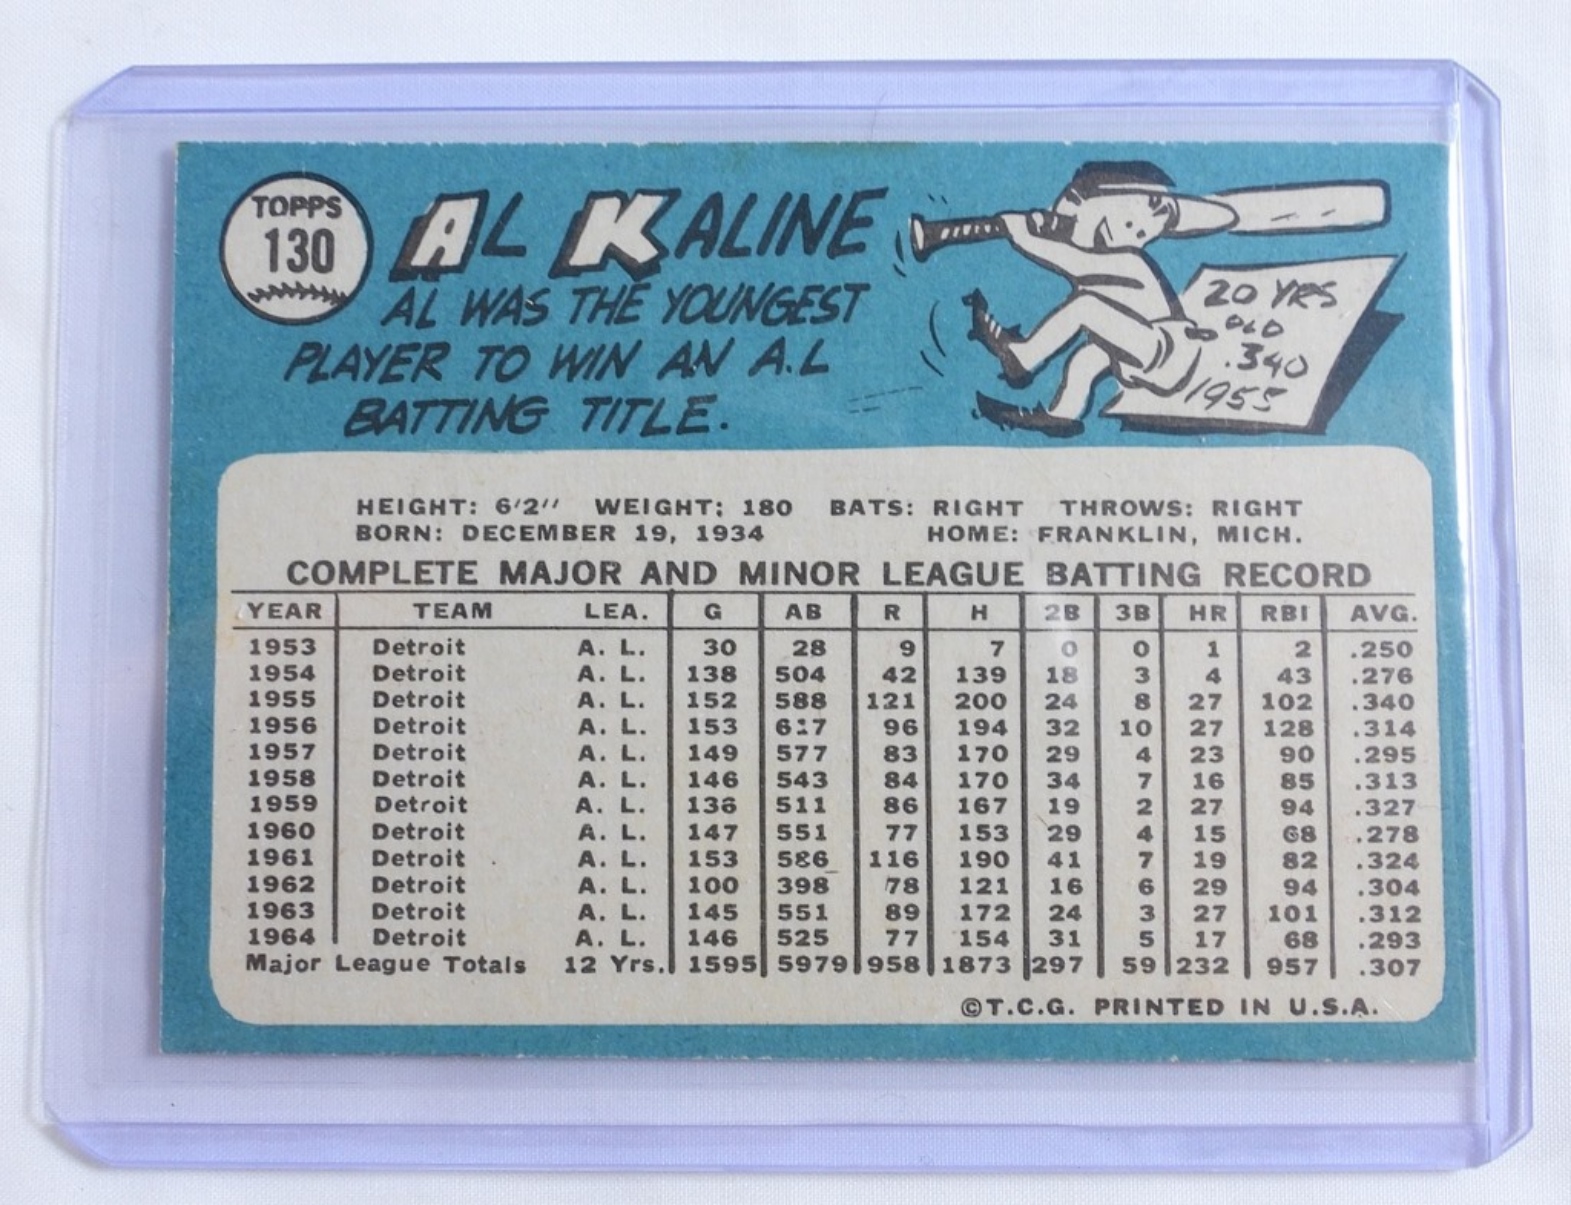 TOPPS
130
AL KALINE
AL WAS THE YOUNGEST
PLAYER TO WIN AN A.L
BATTING TITLE.
20 YRS
OLD
.340
1955
HEIGHT: 6'2" WEIGHT: 180 BATS: RIGHT THROWS: RIGHT
BORN: DECEMBER 19, 1934 HOME: FRANKLIN, MICH.
COMPLETE MAJOR AND MINOR LEAGUE BATTING RECORD
YEAR TEAM LEA. G AB R H 2B 3B HR RBI AVG.
1953 Detroit A. L. 30 28 9 7 0 0 1 2 .250
1954 Detroit A. L. 138 504 42 139 18 3 4 43 .276
1955 Detroit A. L. 152 588 121 200 24 8 27 102 .340
1956 Detroit A. L. 153 617 96 194 32 10 27 128 .314
1957 Detroit A. L. 149 577 83 170 29 4 23 90 .295
1958 Detroit A. L. 146 543 84 170 34 7 16 85 .313
1959 Detroit A. L. 136 511 86 167 19 2 27 94 .327
1960 Detroit A. L. 147 551 77 153 29 4 15 68 .278
1961 Detroit A. L. 153 586 116 190 41 7 19 82 .324
1962 Detroit A. L. 100 398 78 121 16 6 29 94 .304
1963 Detroit A. L. 145 551 89 172 24 3 27 101 .312
1964 Detroit A. L. 146 525 77 154 31 5 17 68 .293
Major League Totals 12 Yrs. 1595 5979 958 1873 297 59 232 957 .307
©T.C.G. PRINTED IN U.S.A.